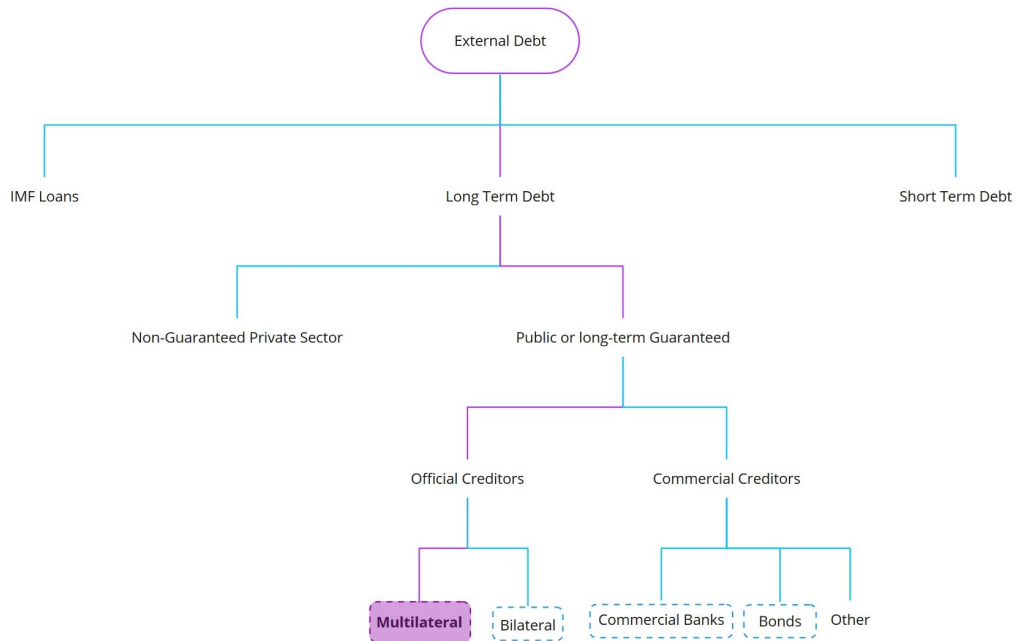 External Debt
IMF Loans
Long Term Debt
Short Term Debt
Non-Guaranteed Private Sector
Public or long-term Guaranteed
Official Creditors
Commercial Creditors
Multilateral
Bilateral
Commercial Banks
Bonds
Other